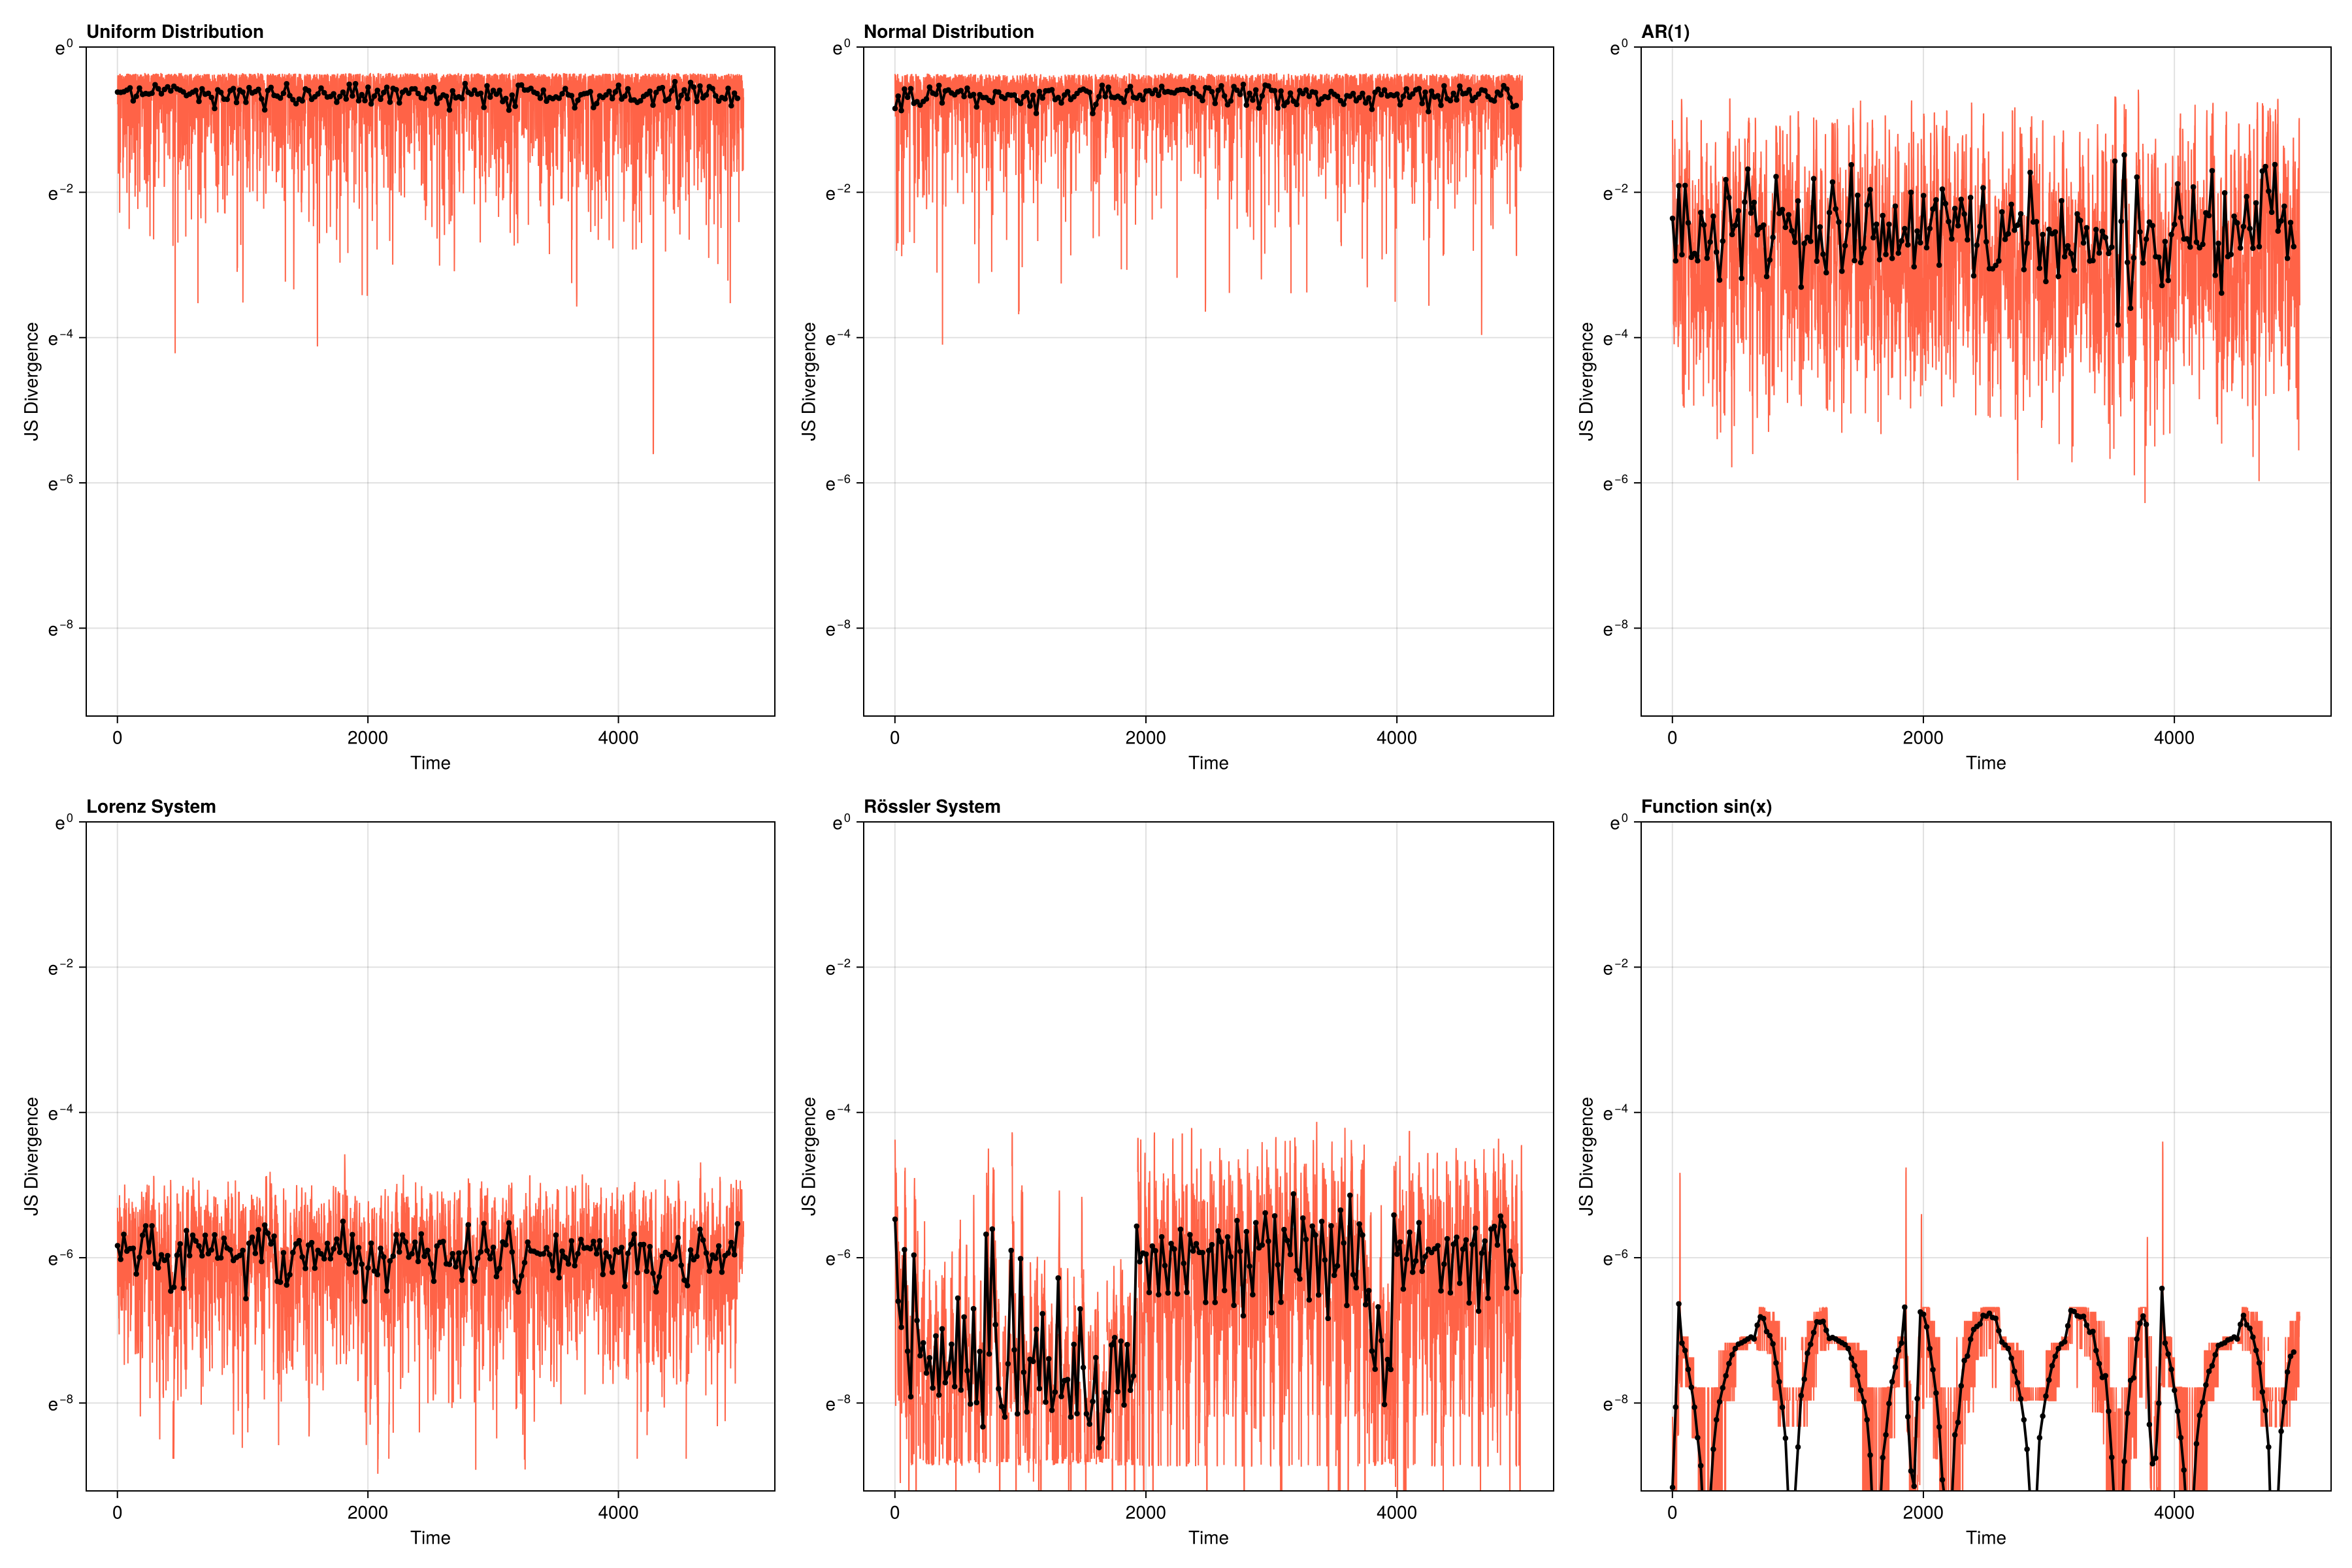 Uniform Distribution
JS Divergence
e⁰
e⁻²
e⁻⁴
e⁻⁶
e⁻⁸
0 2000 4000
Time
Normal Distribution
JS Divergence
e⁰
e⁻²
e⁻⁴
e⁻⁶
e⁻⁸
0 2000 4000
Time
AR(1)
JS Divergence
e⁰
e⁻²
e⁻⁴
e⁻⁶
e⁻⁸
0 2000 4000
Time
Lorenz System
JS Divergence
e⁰
e⁻²
e⁻⁴
e⁻⁶
e⁻⁸
0 2000 4000
Time
Rössler System
JS Divergence
e⁰
e⁻²
e⁻⁴
e⁻⁶
e⁻⁸
0 2000 4000
Time
Function sin(x)
JS Divergence
e⁰
e⁻²
e⁻⁴
e⁻⁶
e⁻⁸
0 2000 4000
Time